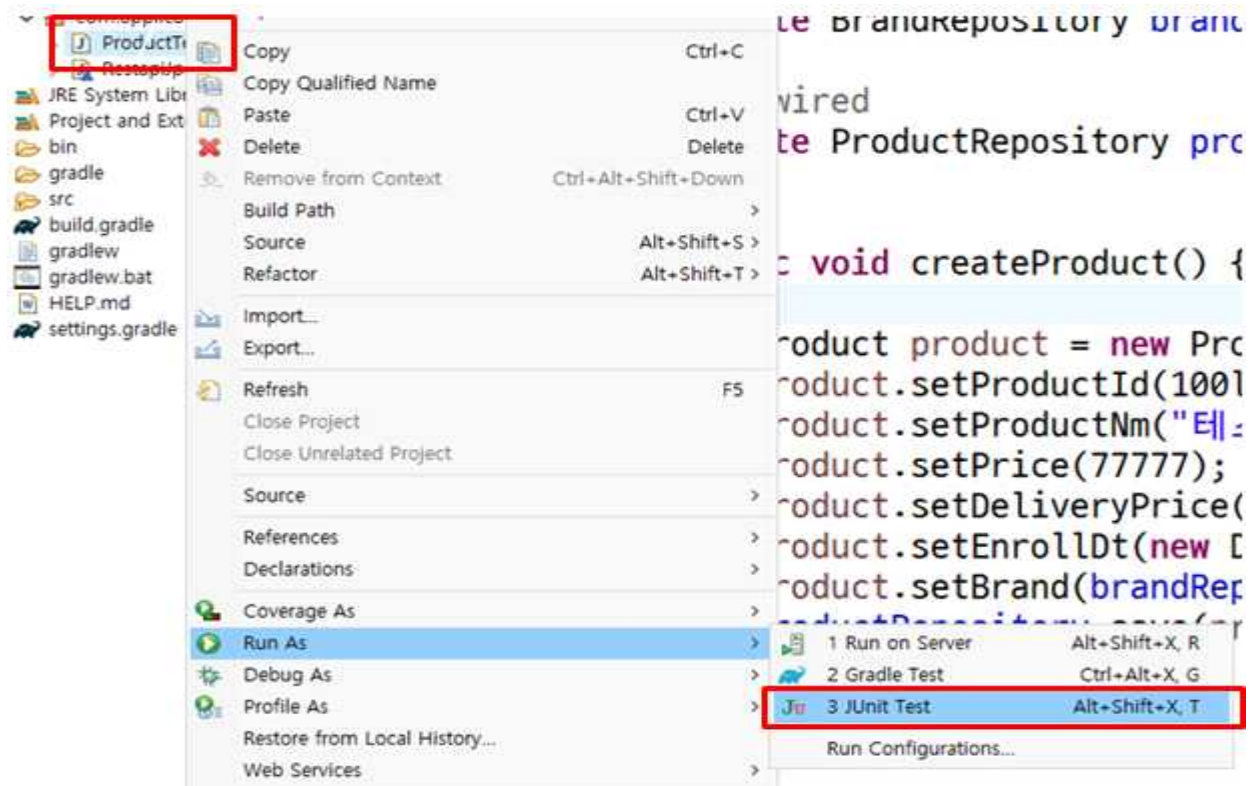 ProductTe
JRE System Libr
Project and Ext
bin
gradle
src
build.gradle
gradlew
gradlew.bat
HELP.md
settings.gradle
Copy Ctrl+C
Copy Qualified Name
Paste Ctrl+V
Delete Delete
Remove from Context Ctrl+Alt+Shift+Down
Build Path >
Source Alt+Shift+S >
Refactor Alt+Shift+T >
Import...
Export...
Refresh F5
Close Project
Close Unrelated Project
Source >
References >
Declarations >
Coverage As >
Run As >
Debug As >
Profile As >
Restore from Local History...
Web Services >
1 Run on Server Alt+Shift+X, R
2 Gradle Test Ctrl+Alt+X, G
3 JUnit Test Alt+Shift+X, T
Run Configurations...
te BrandRepository branc
wired
te ProductRepository pro
c void createProduct() {
roduct product = new Pro
roduct.setProductId(100l
roduct.setProductNm("테스
roduct.setPrice(77777);
roduct.setDeliveryPrice(
roduct.setEnrollDt(new D
roduct.setBrand(brandRep